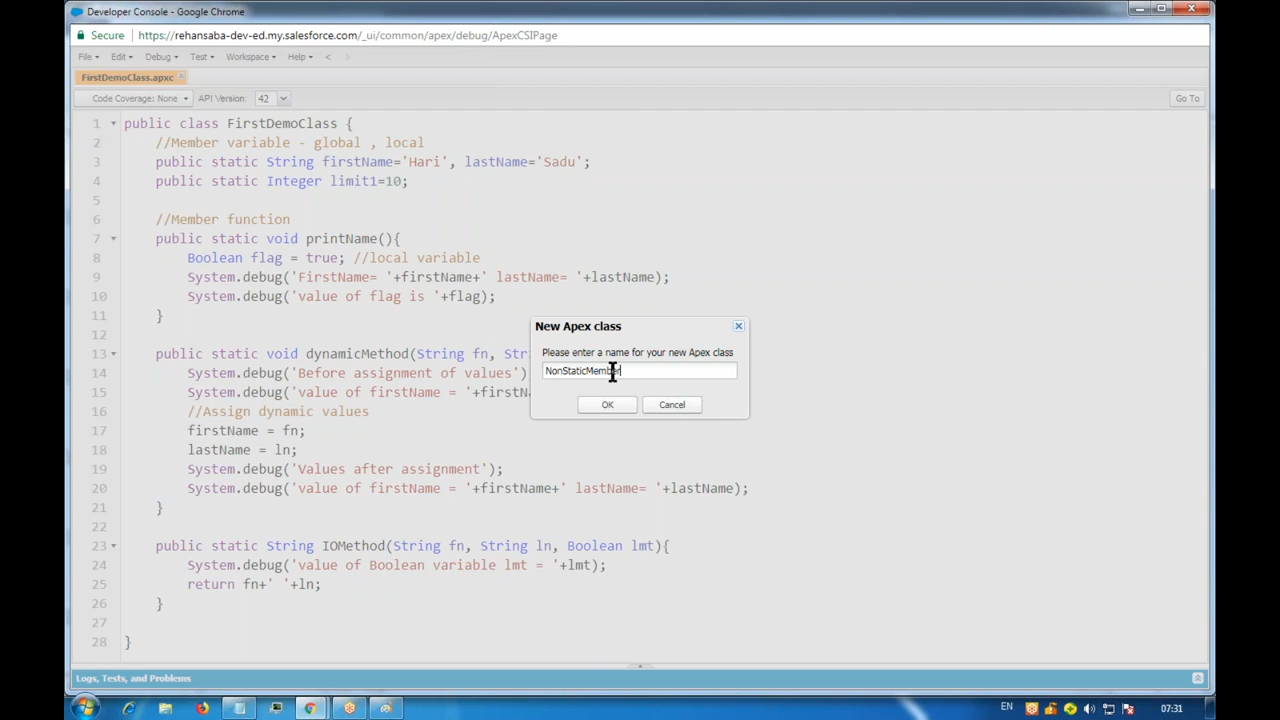 Developer Console - Google Chrome
Secure https://rehansaba-dev-ed.my.salesforce.com/_ui/common/apex/debug/ApexCSIPage
File Edit Debug Test Workspace Help < >
FirstDemoClass.apxc
Code Coverage: None API Version: 42 Go To
1 public class FirstDemoClass {
2 //Member variable - global , local
3 public static String firstName='Hari', lastName='Sadu';
4 public static Integer limit1=10;
5
6 //Member function
7 public static void printName(){
8 Boolean flag = true; //local variable
9 System.debug('FirstName= '+firstName+' lastName= '+lastName);
10 System.debug('value of flag is '+flag);
11 }
12
13 public static void dynamicMethod(String fn, Str
14 System.debug('Before assignment of values')
15 System.debug('value of firstName = '+firstN
16 //Assign dynamic values
17 firstName = fn;
18 lastName = ln;
19 System.debug('Values after assignment');
20 System.debug('value of firstName = '+firstName+' lastName= '+lastName);
21 }
22
23 public static String IOMethod(String fn, String ln, Boolean lmt){
24 System.debug('value of Boolean variable lmt = '+lmt);
25 return fn+' '+ln;
26 }
27
28 }
New Apex class
Please enter a name for your new Apex class
NonStaticMember
OK Cancel
Logs, Tests, and Problems
EN 07:31